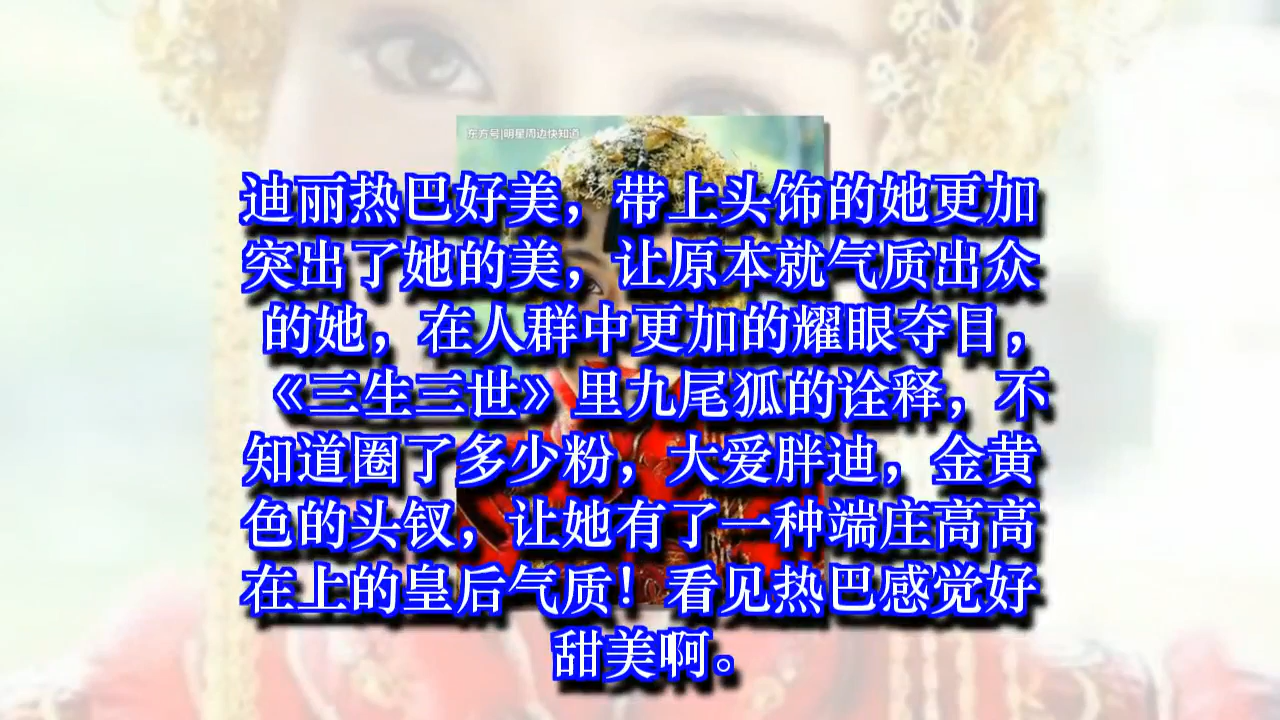 东方号|明星周边快知道
迪丽热巴好美，带上头饰的她更加
突出了她的美，让原本就气质出众
的她，在人群中更加的耀眼夺目，
《三生三世》里九尾狐的诠释，不
知道圈了多少粉，大爱胖迪，金黄
色的头钗，让她有了一种端庄高高
在上的皇后气质！看见热巴感觉好
甜美啊。